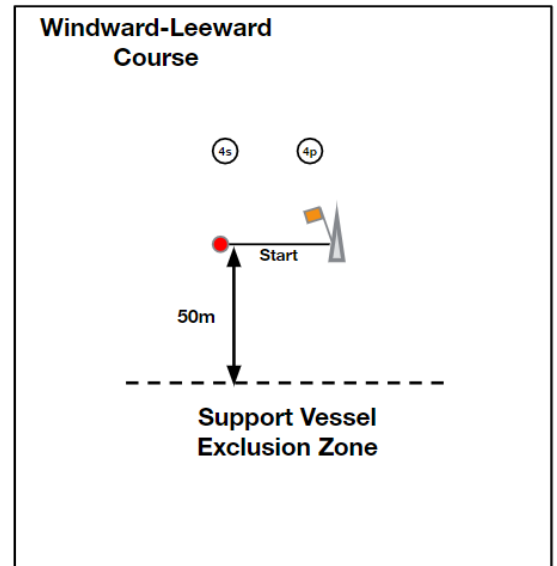 Windward-Leeward
Course
4s
4p
Start
50m
Support Vessel
Exclusion Zone